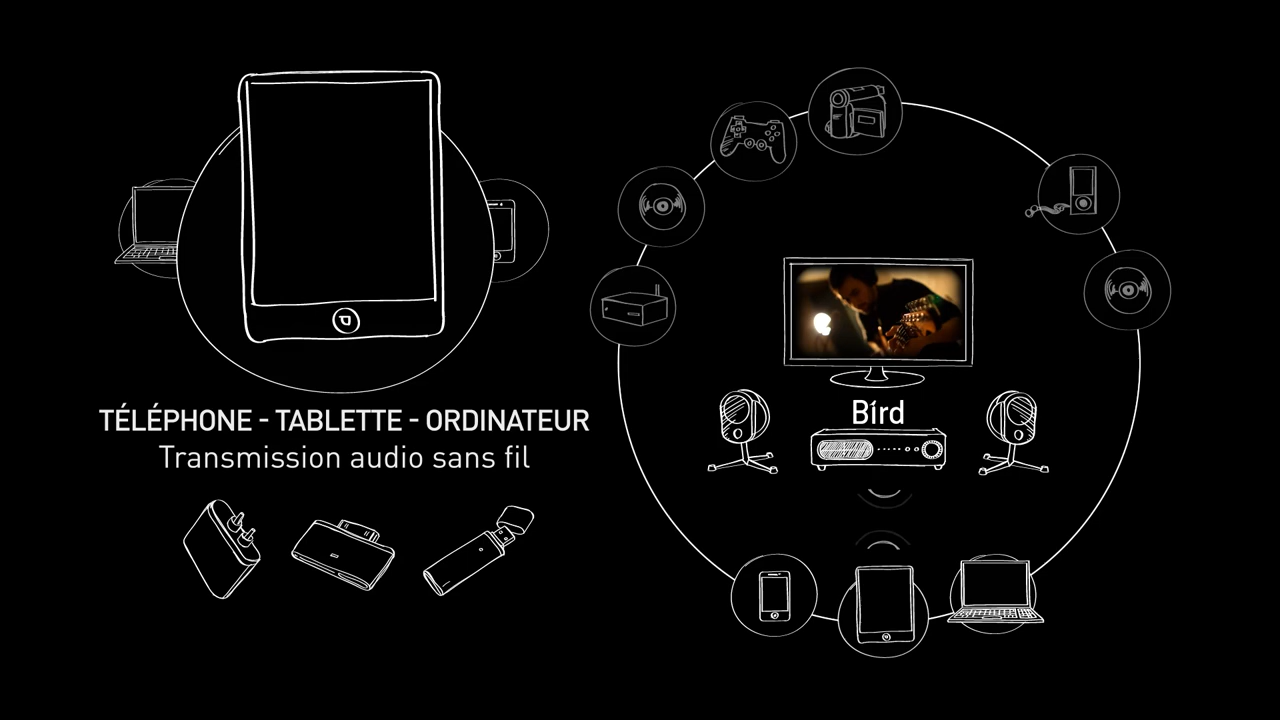 TÉLÉPHONE - TABLETTE - ORDINATEUR
Transmission audio sans fil
Bírd